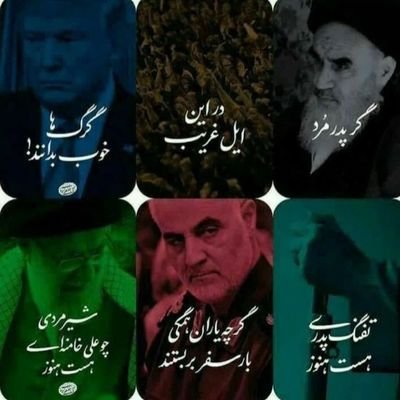 گرگ ها
خوب بدانند!
در این
ایل غریب
گر پدر مُرد
تفنگ پدری
هست هنوز
گرچه یاران همگی
بار سفر بربستند
شیرمردی
چو علی خامنه‌ای
هست هنوز